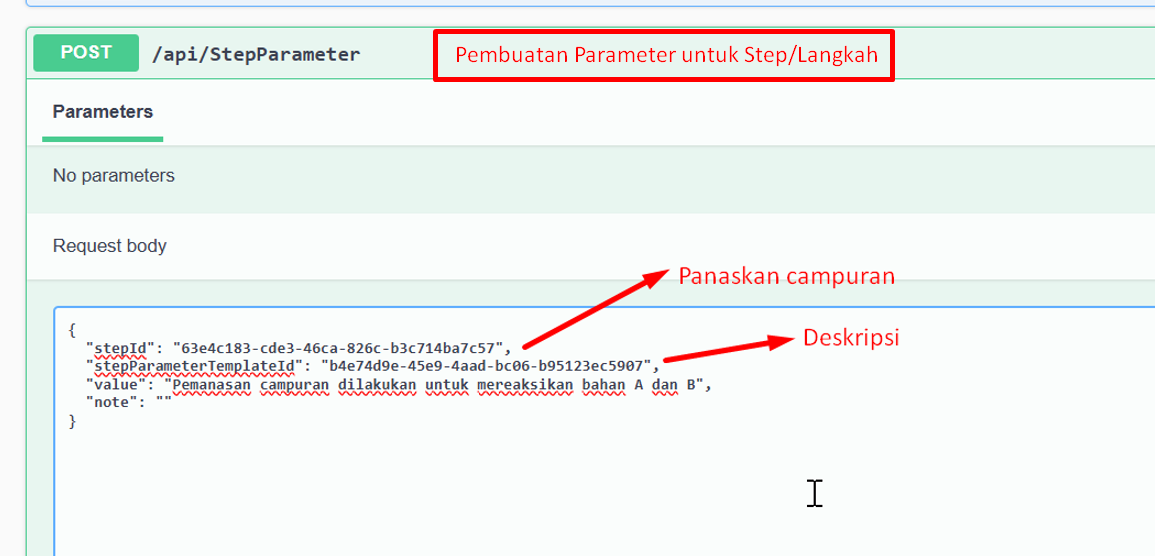 POST /api/StepParameter Pembuatan Parameter untuk Step/Langkah
Parameters
No parameters
Request body
Panaskan campuran
Deskripsi
{
"stepId": "63e4c183-cde3-46ca-826c-b3c714ba7c57",
"stepParameterTemplateId": "b4e74d9e-45e9-4aad-bc06-b95123ec5907",
"value": "Pemanasan campuran dilakukan untuk mereaksikan bahan A dan B",
"note": ""
}